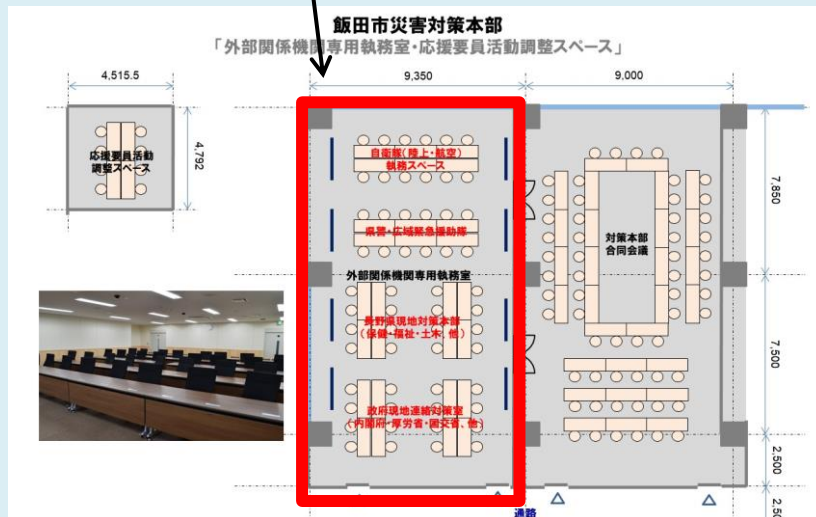 飯田市災害対策本部
「外部関係機関専用執務室・応援要員活動調整スペース」
4,515.5
9,350
9,000
4,792
応援要員活動
調整スペース
自衛隊(陸上・航空)
執務スペース
県警・広域緊急援助隊
外部関係機関専用執務室
長野県現地対策本部
(保健・福祉・土木、他)
政府現地連絡対策室
(内閣府・厚労省・国交省、他)
対策本部
合同会議
7,850
7,500
2,500
通路